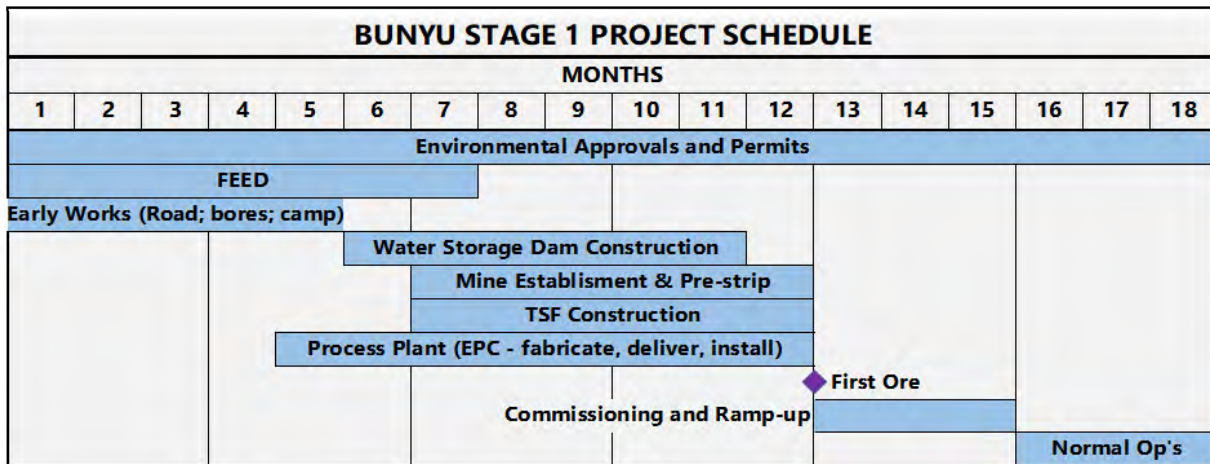 BUNYU STAGE 1 PROJECT SCHEDULE
MONTHS
1 2 3 4 5 6 7 8 9 10 11 12 13 14 15 16 17 18
Environmental Approvals and Permits
FEED
Early Works (Road; bores; camp)
Water Storage Dam Construction
Mine Establisment & Pre-strip
TSF Construction
Process Plant (EPC - fabricate, deliver, install)
First Ore
Commissioning and Ramp-up
Normal Op's